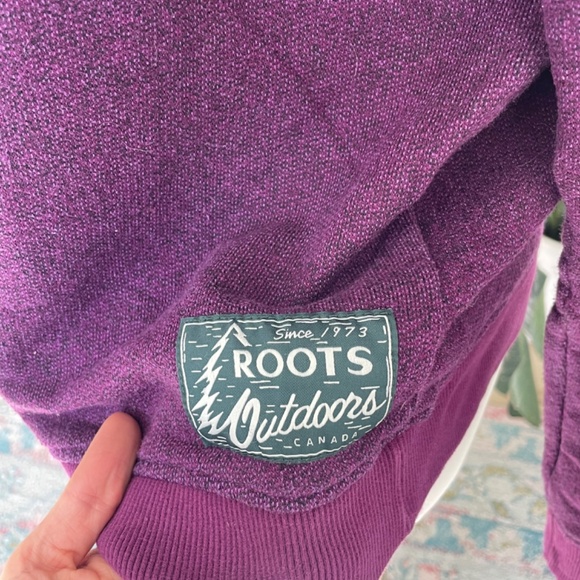 Since 1973
ROOTS
Outdoors
CANADA